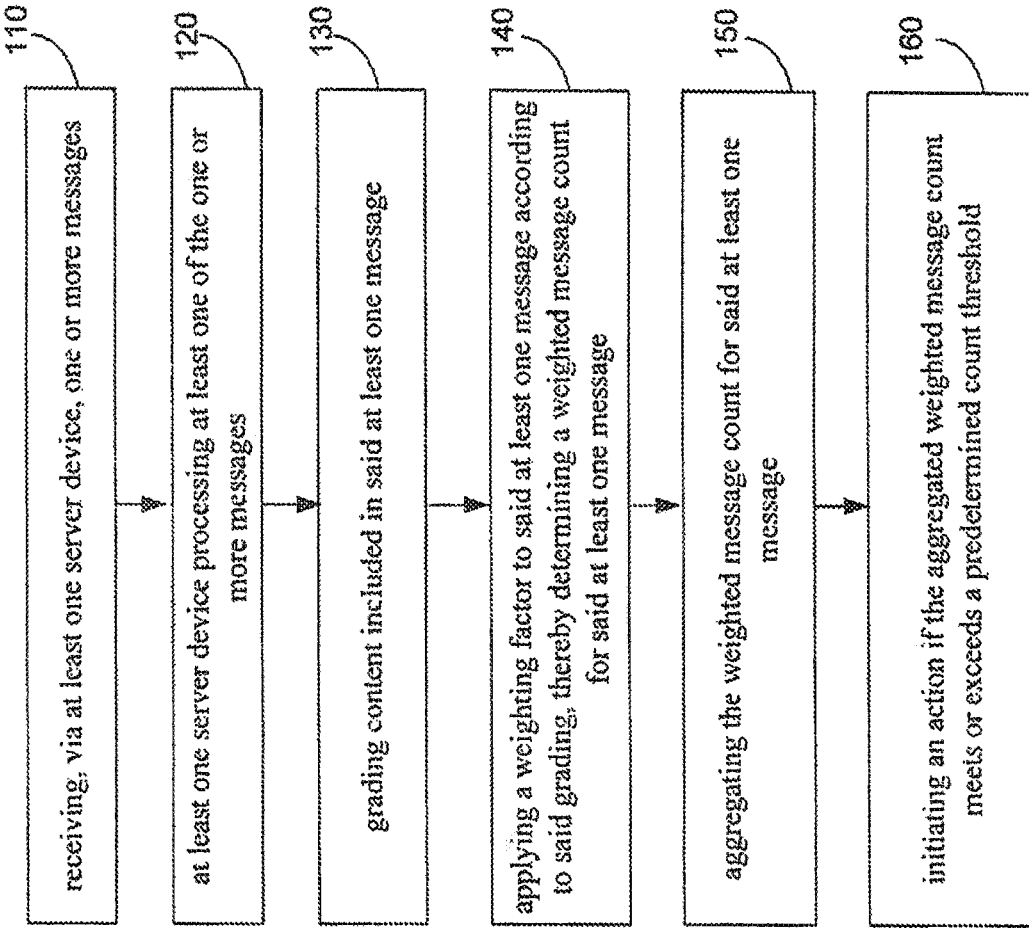 110
receiving, via at least one server device, one or more messages
120
at least one server device processing at least one of the one or
more messages
130
grading content included in said at least one message
140
applying a weighting factor to said at least one message according
to said grading, thereby determining a weighted message count
for said at least one message
150
aggregating the weighted message count for said at least one
message
160
initiating an action if the aggregated weighted message count
meets or exceeds a predetermined count threshold